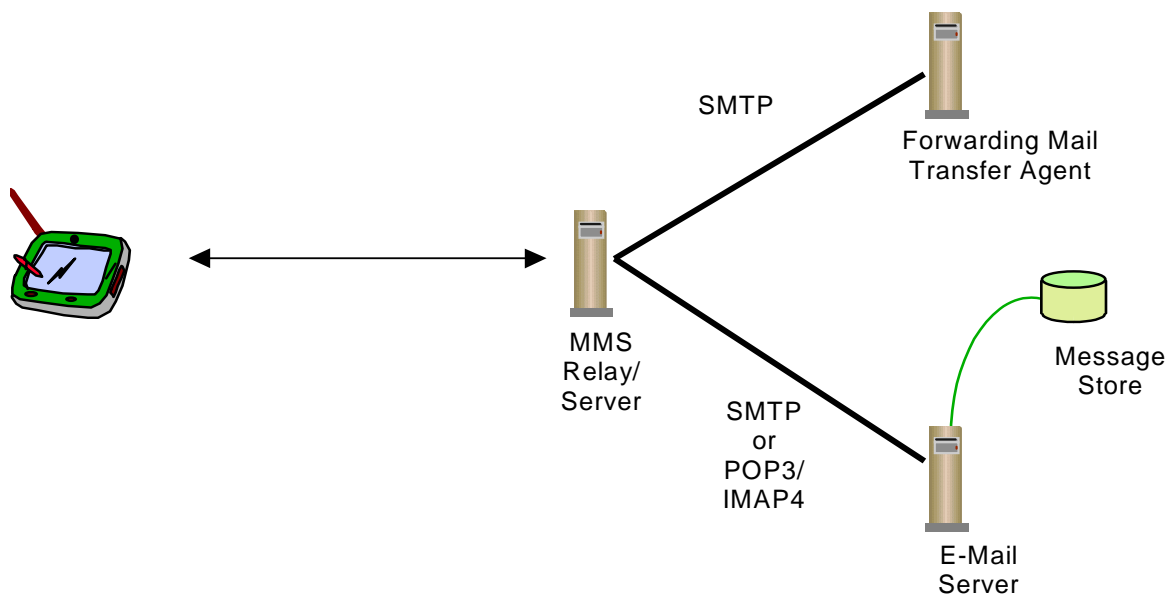 SMTP
Forwarding Mail
Transfer Agent
MMS
Relay/
Server
Message
Store
SMTP
or
POP3/
IMAP4
E-Mail
Server